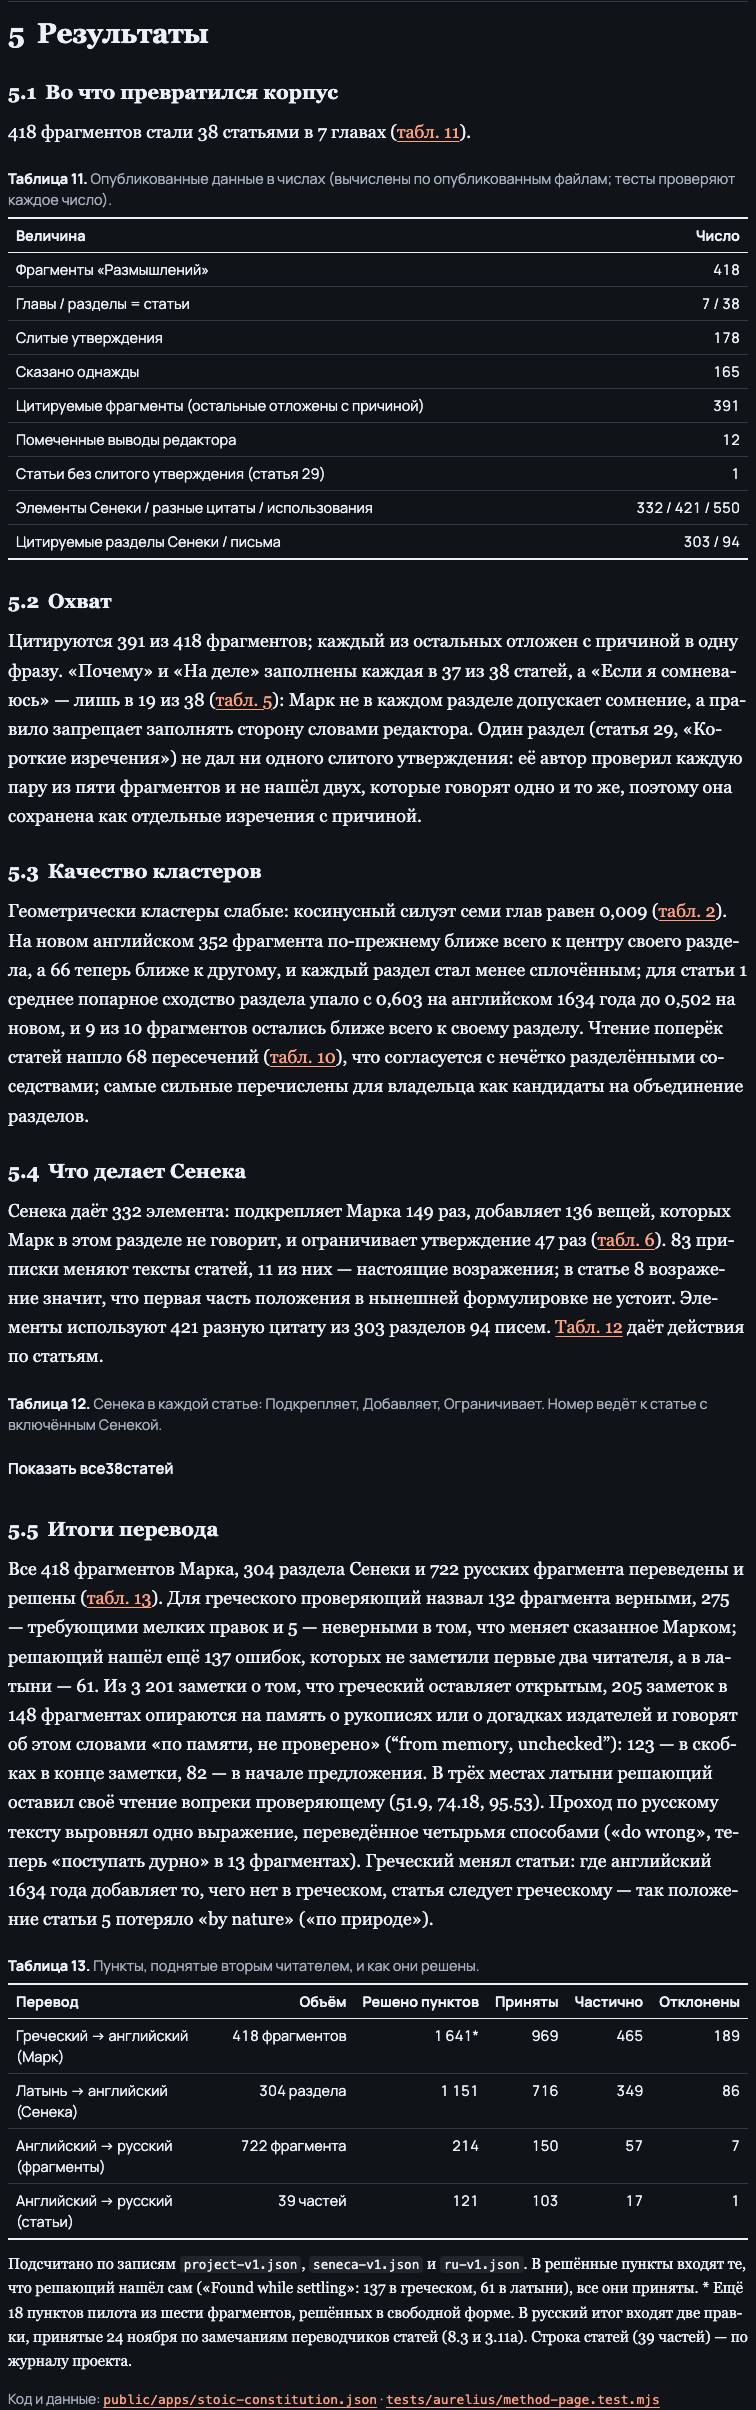 5 Результаты
5.1 Во что превратился корпус
418 фрагментов стали 38 статьями в 7 главах (табл. 11).
Таблица 11. Опубликованные данные в числах (вычислены по опубликованным файлам; тесты проверяют
каждое число).
Величина Число
Фрагменты «Размышлений» 418
Главы / разделы = статьи 7 / 38
Слитые утверждения 178
Сказано однажды 165
Цитируемые фрагменты (остальные отложены с причиной) 391
Помеченные выводы редактора 12
Статьи без слитого утверждения (статья 29) 1
Элементы Сенеки / разные цитаты / использования 332 / 421 / 550
Цитируемые разделы Сенеки / письма 303 / 94
5.2 Охват
Цитируются 391 из 418 фрагментов; каждый из остальных отложен с причиной в одну
фразу. «Почему» и «На деле» заполнены каждая в 37 из 38 статей, а «Если я сомнева-
юсь» — лишь в 19 из 38 (табл. 5): Марк не в каждом разделе допускает сомнение, а пра-
вило запрещает заполнять сторону словами редактора. Один раздел (статья 29, «Ко-
роткие изречения») не дал ни одного слитого утверждения: её автор проверил каждую
пару из пяти фрагментов и не нашёл двух, которые говорят одно и то же, поэтому она
сохранена как отдельные изречения с причиной.
5.3 Качество кластеров
Геометрически кластеры слабые: косинусный силуэт семи глав равен 0,009 (табл. 2).
На новом английском 352 фрагмента по-прежнему ближе всего к центру своего разде-
ла, а 66 теперь ближе к другому, и каждый раздел стал менее сплочённым; для статьи 1
среднее попарное сходство раздела упало с 0,603 на английском 1634 года до 0,502 на
новом, и 9 из 10 фрагментов остались ближе всего к своему разделу. Чтение поперёк
статей нашло 68 пересечений (табл. 10), что согласуется с нечётко разделёнными со-
седствами; самые сильные перечислены для владельца как кандидаты на объединение
разделов.
5.4 Что делает Сенека
Сенека даёт 332 элемента: подкрепляет Марка 149 раз, добавляет 136 вещей, которых
Марк в этом разделе не говорит, и ограничивает утверждение 47 раз (табл. 6). 83 при-
писки меняют тексты статей, 11 из них — настоящие возражения; в статье 8 возраже-
ние значит, что первая часть положения в нынешней формулировке не устоит. Эле-
менты используют 421 разную цитату из 303 разделов 94 писем. Табл. 12 даёт действия
по статьям.
Таблица 12. Сенека в каждой статье: Подкрепляет, Добавляет, Ограничивает. Номер ведёт к статье с
включённым Сенекой.
Показать все38статей
5.5 Итоги перевода
Все 418 фрагментов Марка, 304 раздела Сенеки и 722 русских фрагмента переведены и
решены (табл. 13). Для греческого проверяющий назвал 132 фрагмента верными, 275
— требующими мелких правок и 5 — неверными в том, что меняет сказанное Марком;
решающий нашёл ещё 137 ошибок, которых не заметили первые два читателя, а в ла-
тыни — 61. Из 3 201 заметки о том, что греческий оставляет открытым, 205 заметок в
148 фрагментах опираются на память о рукописях или о догадках издателей и говорят
об этом словами «по памяти, не проверено» (“from memory, unchecked”): 123 — в скоб-
ках в конце заметки, 82 — в начале предложения. В трёх местах латыни решающий
оставил своё чтение вопреки проверяющему (51.9, 74.18, 95.53). Проход по русскому
тексту выровнял одно выражение, переведённое четырьмя способами («do wrong», те-
перь «поступать дурно» в 13 фрагментах). Греческий менял статьи: где английский
1634 года добавляет то, чего нет в греческом, статья следует греческому — так положе-
ние статьи 5 потеряло «by nature» («по природе»).
Таблица 13. Пункты, поднятые вторым читателем, и как они решены.
Перевод Объём Решено пунктов Приняты Частично Отклонены
Греческий → английский 418 фрагментов 1 641* 969 465 189
(Марк)
Латынь → английский 304 раздела 1 151 716 349 86
(Сенека)
Английский → русский 722 фрагмента 214 150 57 7
(фрагменты)
Английский → русский 39 частей 121 103 17 1
(статьи)
Подсчитано по записям project-v1.json, seneca-v1.json и ru-v1.json. В решённые пункты входят те,
что решающий нашёл сам («Found while settling»: 137 в греческом, 61 в латыни), все они приняты. * Ещё
18 пунктов пилота из шести фрагментов, решённых в свободной форме. В русский итог входят две прав-
ки, принятые 24 ноября по замечаниям переводчиков статей (8.3 и 3.11a). Строка статей (39 частей) — по
журналу проекта.
Код и данные: public/apps/stoic-constitution.json · tests/aurelius/method-page.test.mjs